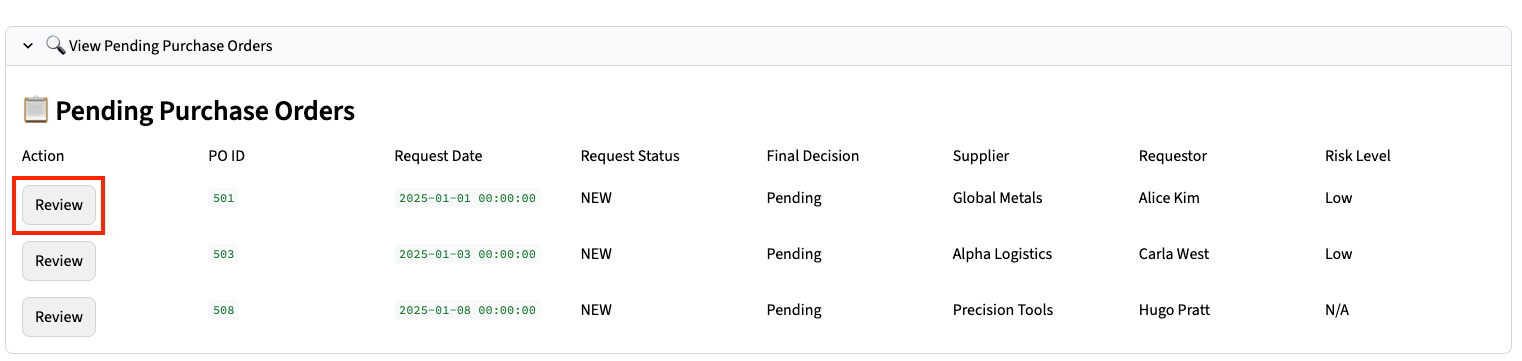 View Pending Purchase Orders
Pending Purchase Orders
Action PO ID Request Date Request Status Final Decision Supplier Requestor Risk Level
Review 501 2025-01-01 00:00:00 NEW Pending Global Metals Alice Kim Low
Review 503 2025-01-03 00:00:00 NEW Pending Alpha Logistics Carla West Low
Review 508 2025-01-08 00:00:00 NEW Pending Precision Tools Hugo Pratt N/A